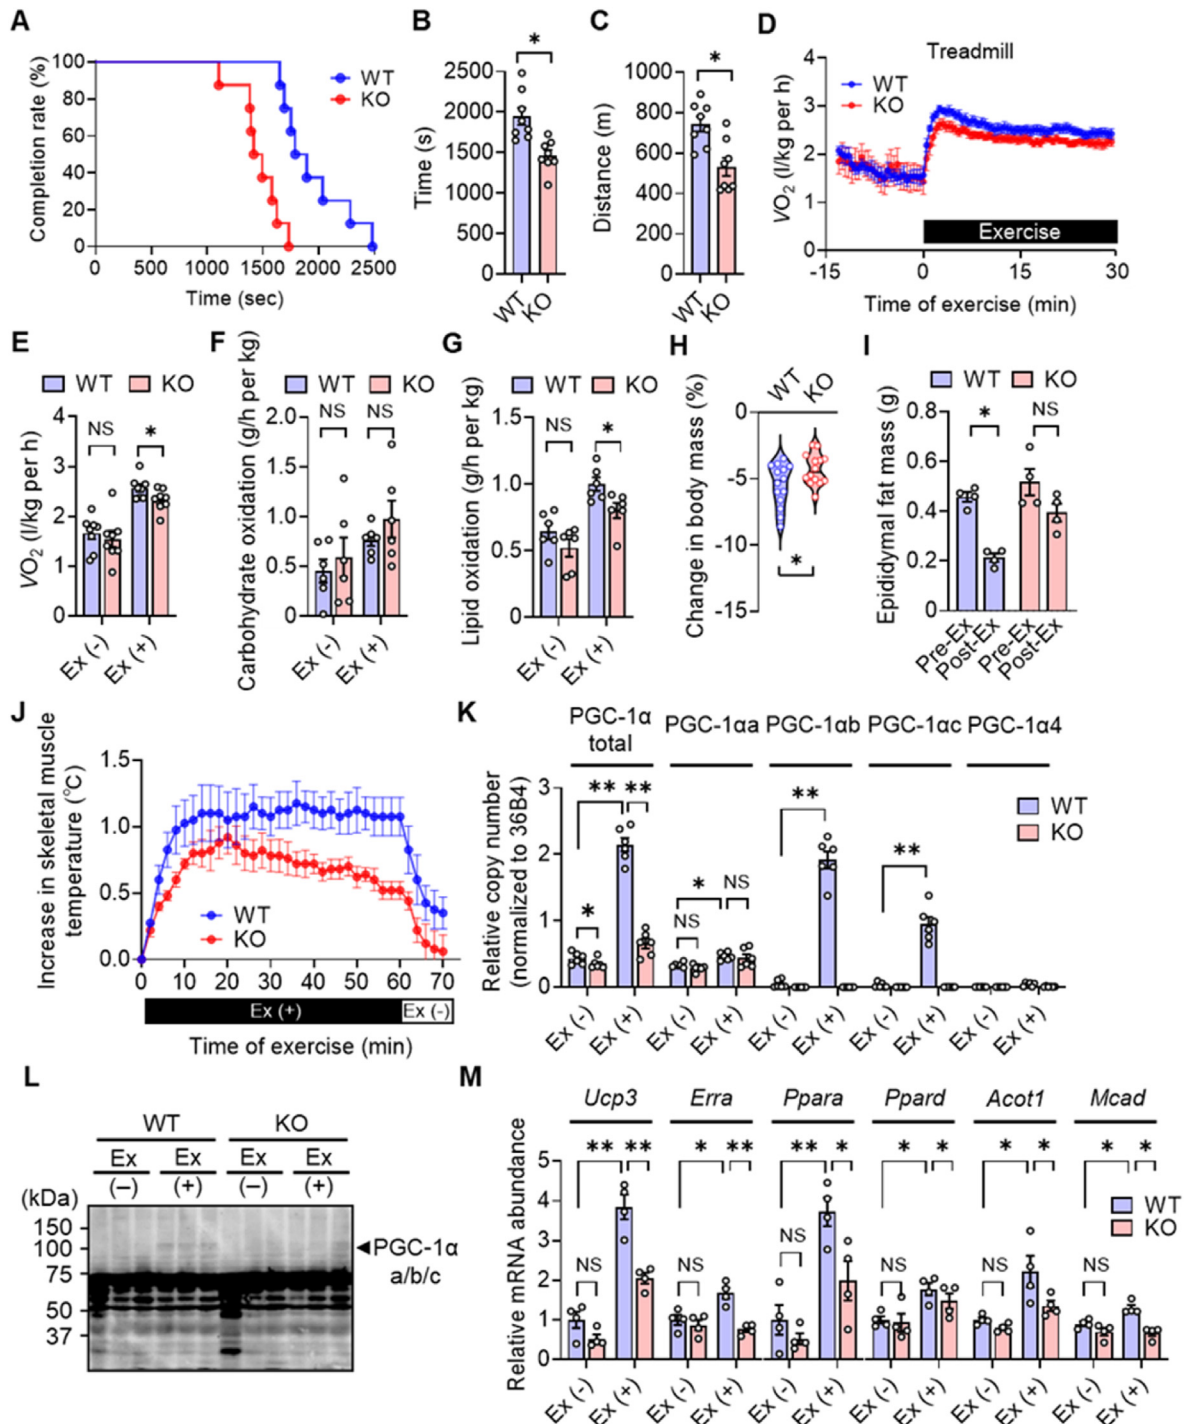 A
Completion rate (%)
100
80
60
40
20
0
0 500 1000 1500 2000 2500
Time (sec)
WT
KO
B
*
Time (s)
2500
2000
1500
1000
500
0
WT KO
C
*
Distance (m)
1000
800
600
400
200
0
WT KO
D
Treadmill
VO2 (l/kg per h)
4
3
2
1
0
WT
KO
Exercise
-15 0 15 30
Time of exercise (min)
E
WT KO
VO2 (l/kg per h)
4
3
2
1
0
NS *
Ex (-) Ex (+)
F
WT KO
Carbohydrate oxidation (g/h per kg)
2.0
1.5
1.0
0.5
0
NS NS
Ex (-) Ex (+)
G
WT KO
Lipid oxidation (g/h per kg)
1.5
1.0
0.5
0
NS *
Ex (-) Ex (+)
H
WT KO
Change in body mass (%)
0
-5
-10
-15
*
I
WT KO
Epididymal fat mass (g)
0.8
0.6
0.4
0.2
0
* NS
Pre-Ex Post-Ex Pre-Ex Post-Ex
J
Increase in skeletal muscle
temperature (°C)
1.5
1.0
0.5
0.0
WT
KO
0 10 20 30 40 50 60 70
Ex (+) Ex (-)
Time of exercise (min)
K
PGC-1α
total
PGC-1αa PGC-1αb PGC-1αc PGC-1α4
Relative copy number
(normalized to 36B4)
3
2
1
0
* ** ** NS * NS ** **
WT
KO
Ex (-) Ex (+) Ex (-) Ex (+) Ex (-) Ex (+) Ex (-) Ex (+) Ex (-) Ex (+)
L
WT KO
Ex Ex Ex Ex
(−) (+) (−) (+)
(kDa)
150
100
75
50
37
◄PGC-1α
a/b/c
M
Ucp3 Erra Ppara Ppard Acot1 Mcad
** ** * ** ** * * * * * * *
Relative mRNA abundance
5
4
3
2
1
0
NS NS NS NS NS NS
WT
KO
Ex (-) Ex (+) Ex (-) Ex (+) Ex (-) Ex (+) Ex (-) Ex (+) Ex (-) Ex (+) Ex (-) Ex (+)